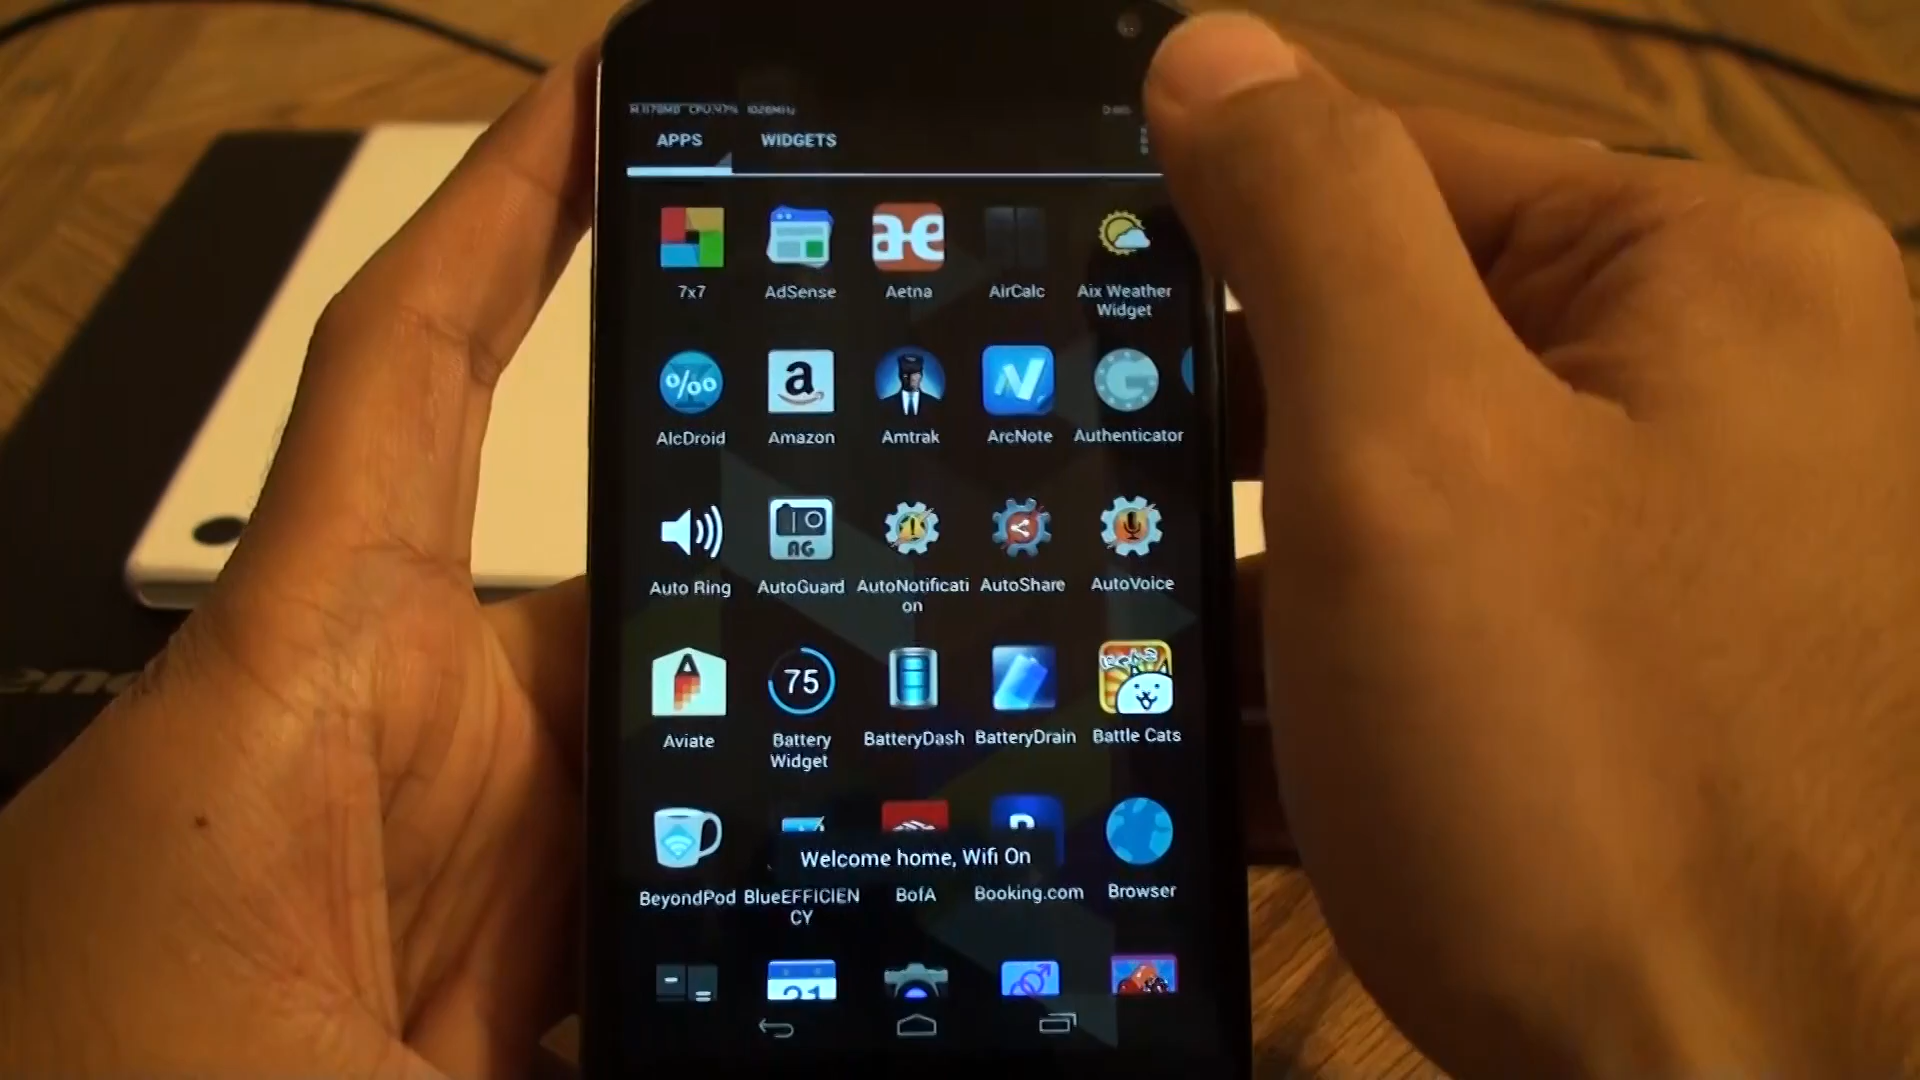 APPS WIDGETS
7x7 AdSense Aetna AirCalc Aix Weather
Widget
%00 a
AlcDroid Amazon Amtrak ArcNote Authenticator
AG
Auto Ring AutoGuard AutoNotificati AutoShare AutoVoice
on
75
Aviate Battery BatteryDash BatteryDrain Battle Cats
Widget
Welcome home, Wifi On
BeyondPod BlueEFFICIEN BofA Booking.com Browser
CY